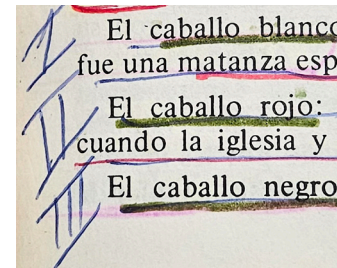 I El caballo blanco
fue una matanza esp
II El caballo rojo:
cuando la iglesia y
III El caballo negro